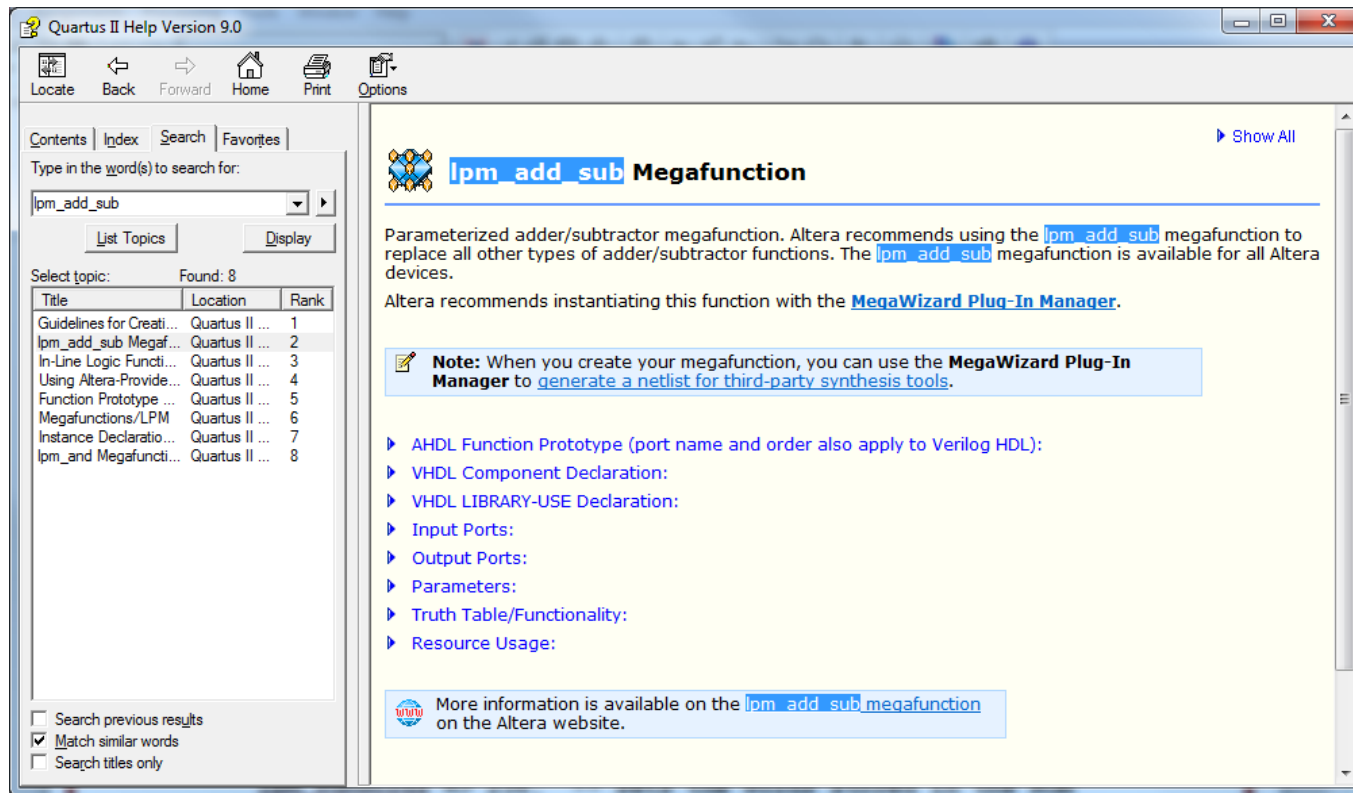 Quartus II Help Version 9.0
Locate Back Forward Home Print Options
Contents Index Search Favorites
Type in the word(s) to search for:
lpm_add_sub
List Topics Display
Select topic: Found: 8
Title Location Rank
Guidelines for Creati... Quartus II ... 1
lpm_add_sub Megaf... Quartus II ... 2
In-Line Logic Functi... Quartus II ... 3
Using Altera-Provide... Quartus II ... 4
Function Prototype ... Quartus II ... 5
Megafunctions/LPM Quartus II ... 6
Instance Declaratio... Quartus II ... 7
lpm_and Megafuncti... Quartus II ... 8
Search previous results
Match similar words
Search titles only
Show All
lpm_add_sub Megafunction
Parameterized adder/subtractor megafunction. Altera recommends using the lpm_add_sub megafunction to
replace all other types of adder/subtractor functions. The lpm_add_sub megafunction is available for all Altera
devices.
Altera recommends instantiating this function with the MegaWizard Plug-In Manager.
Note: When you create your megafunction, you can use the MegaWizard Plug-In
Manager to generate a netlist for third-party synthesis tools.
AHDL Function Prototype (port name and order also apply to Verilog HDL):
VHDL Component Declaration:
VHDL LIBRARY-USE Declaration:
Input Ports:
Output Ports:
Parameters:
Truth Table/Functionality:
Resource Usage:
www
More information is available on the lpm_add_sub megafunction
on the Altera website.